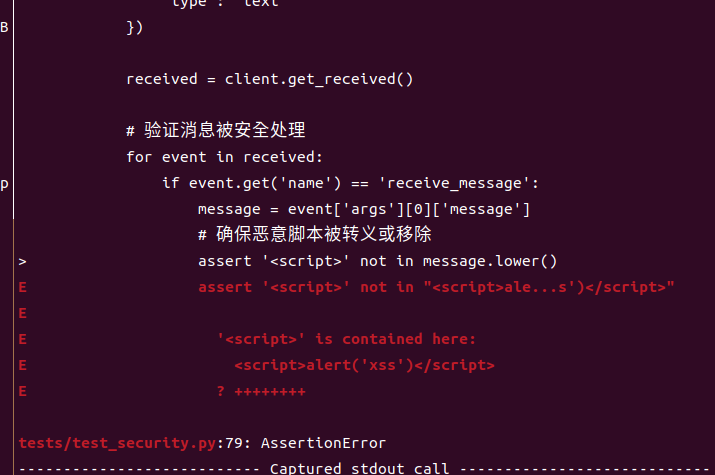 'type': 'text'
B })
received = client.get_received()
# 验证消息被安全处理
for event in received:
p if event.get('name') == 'receive_message':
message = event['args'][0]['message']
# 确保恶意脚本被转义或移除
> assert '<script>' not in message.lower()
E assert '<script>' not in "<script>ale...s')</script>"
E
E '<script>' is contained here:
E <script>alert('xss')</script>
E ? ++++++++
tests/test_security.py:79: AssertionError
--------------------------- Captured stdout call ----------------------------